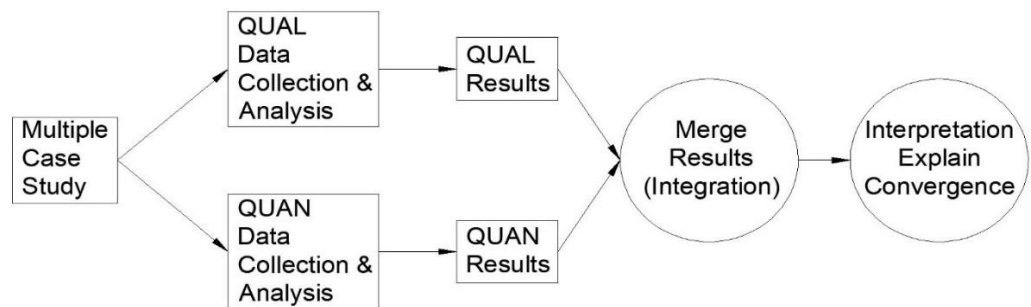 Multiple
Case
Study
QUAL
Data
Collection &
Analysis
QUAL
Results
QUAN
Data
Collection &
Analysis
QUAN
Results
Merge
Results
(Integration)
Interpretation
Explain
Convergence